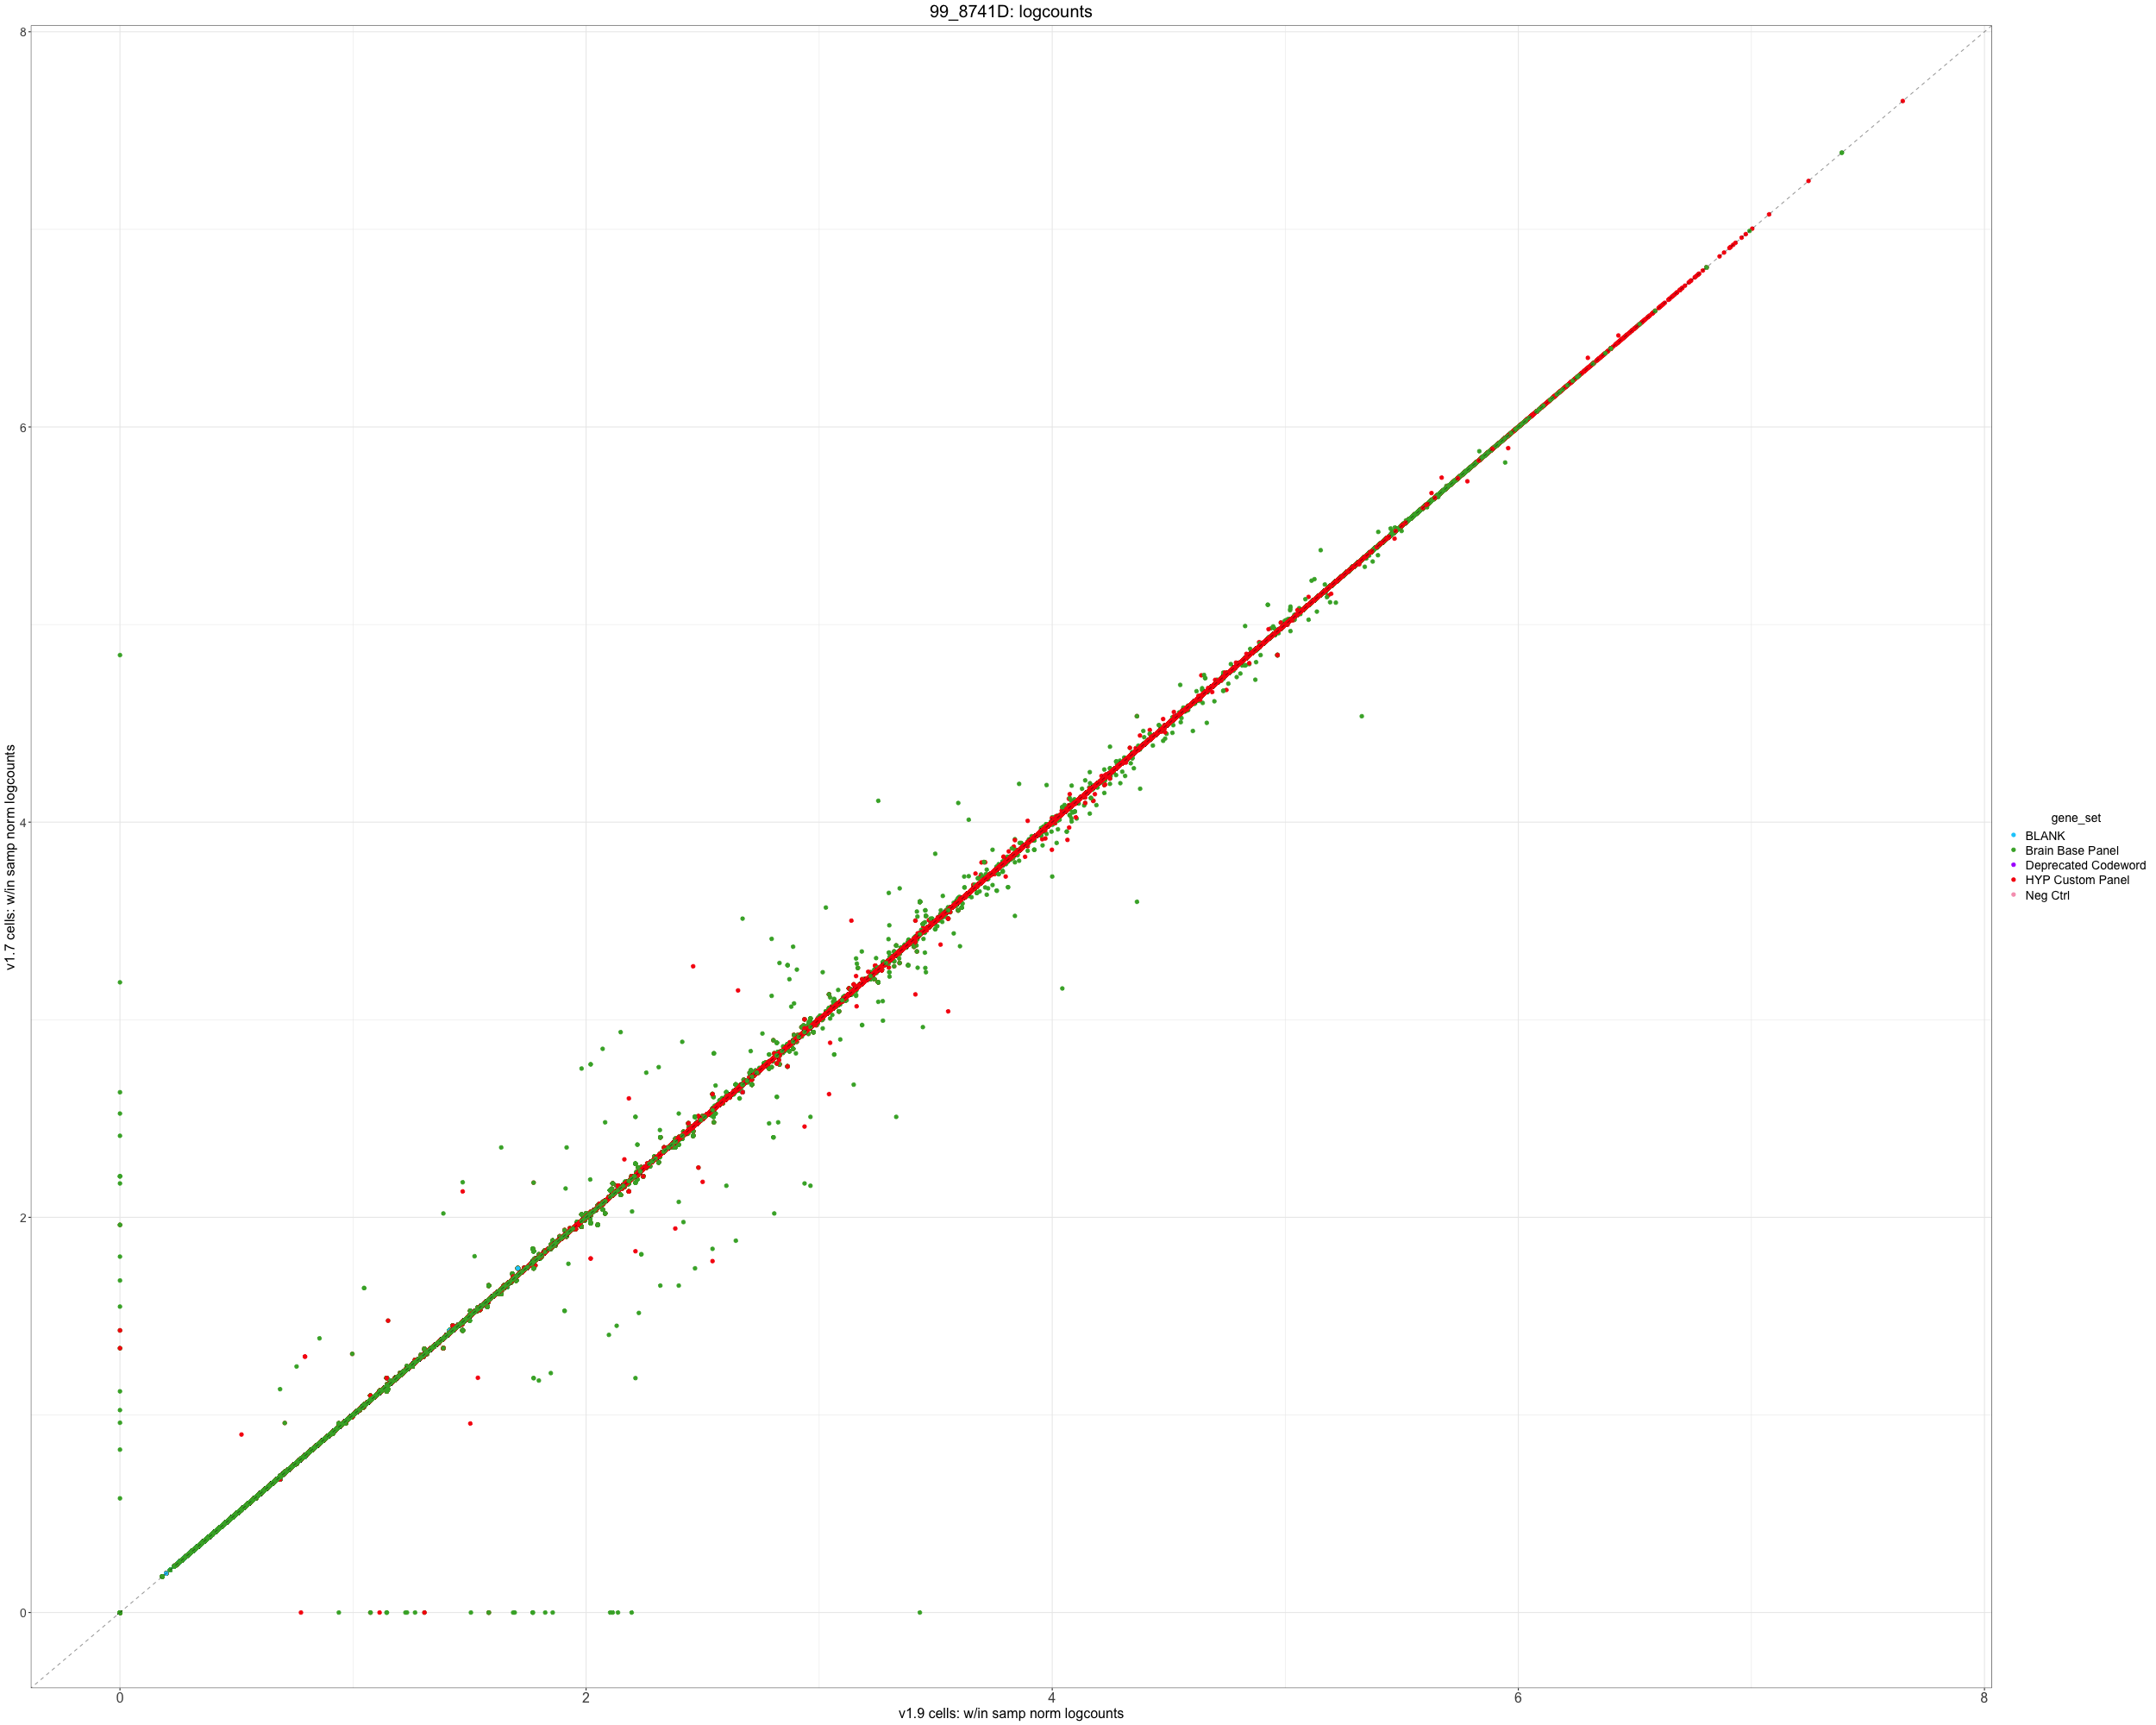 99_8741D: logcounts
v1.7 cells: w/in samp norm logcounts
8
6
4
2
0
0 2 4 6 8
v1.9 cells: w/in samp norm logcounts
gene_set
BLANK
Brain Base Panel
Deprecated Codeword
HYP Custom Panel
Neg Ctrl